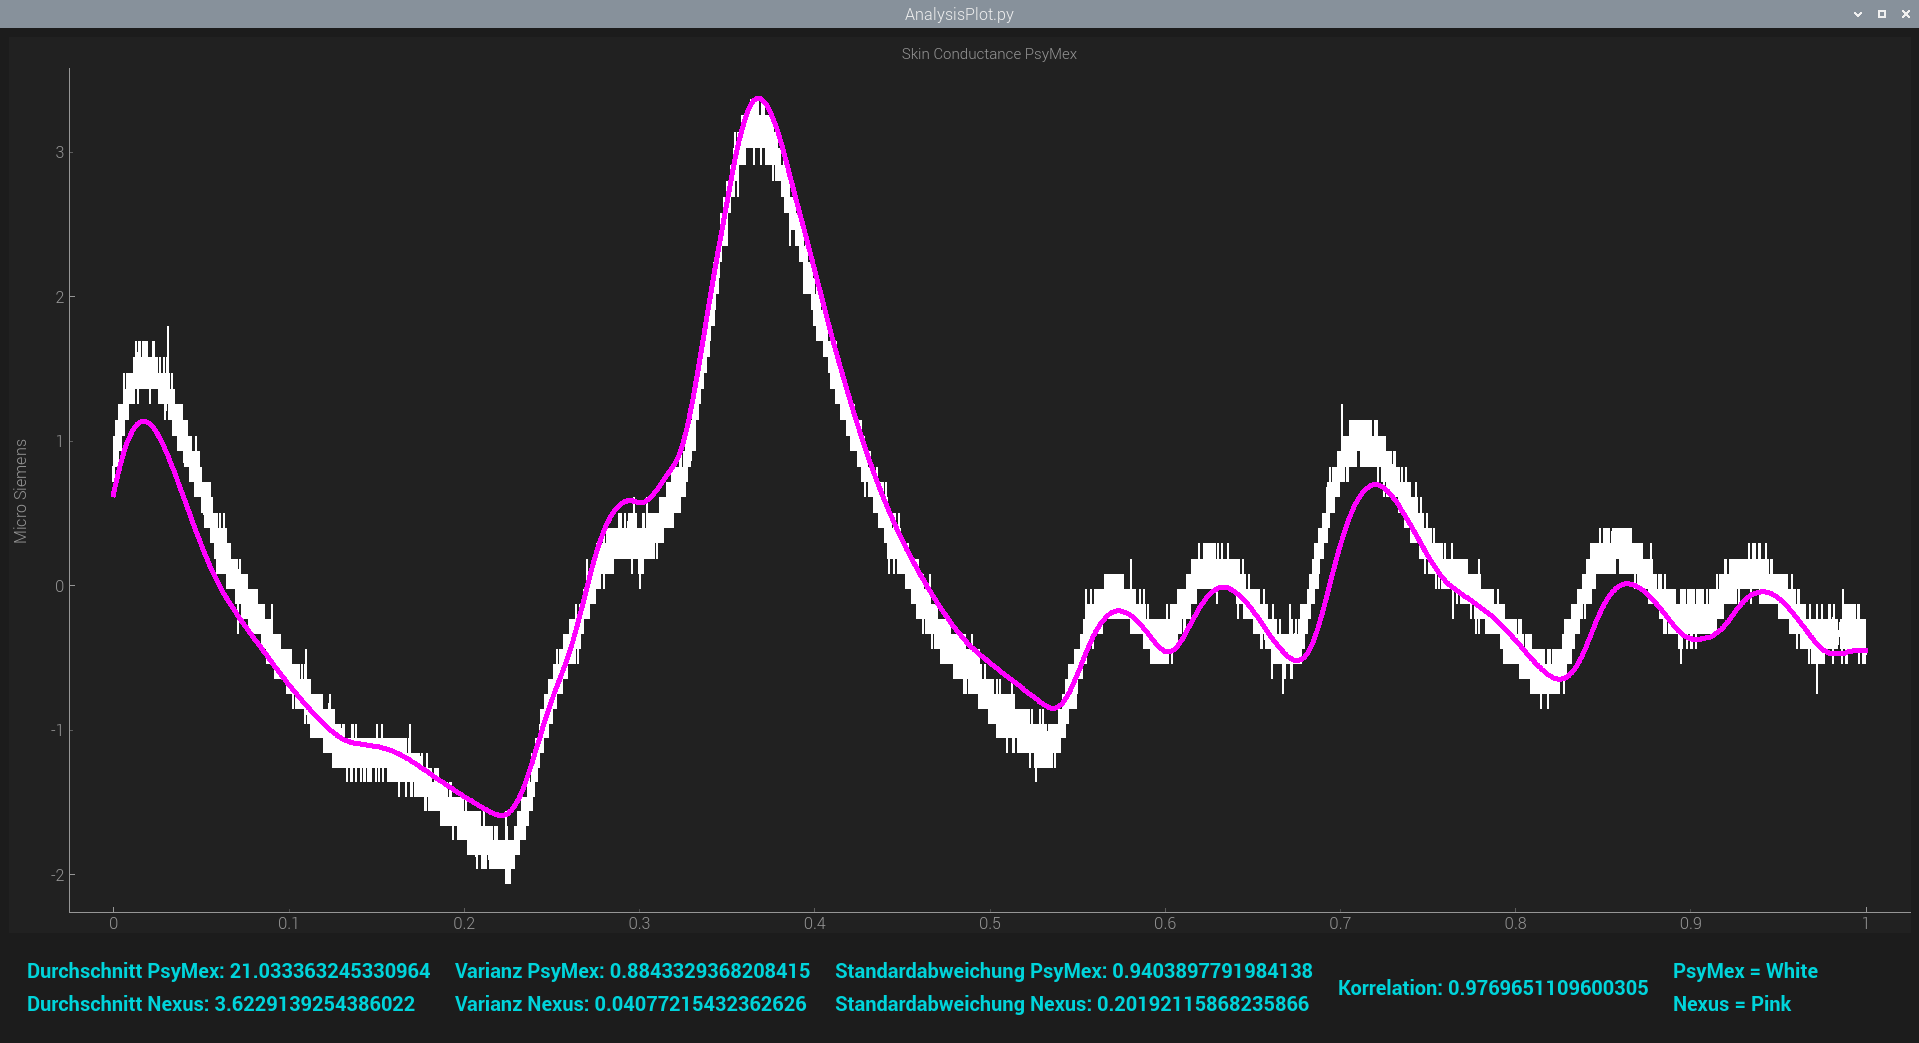 AnalysisPlot.py
Skin Conductance PsyMex
Micro Siemens
3
2
1
0
-1
-2
0 0.1 0.2 0.3 0.4 0.5 0.6 0.7 0.8 0.9 1
Durchschnitt PsyMex: 21.033363245330964 Varianz PsyMex: 0.8843329368208415 Standardabweichung PsyMex: 0.9403897791984138 PsyMex = White
Korrelation: 0.9769651109600305
Durchschnitt Nexus: 3.6229139254386022 Varianz Nexus: 0.04077215432362626 Standardabweichung Nexus: 0.20192115868235866 Nexus = Pink